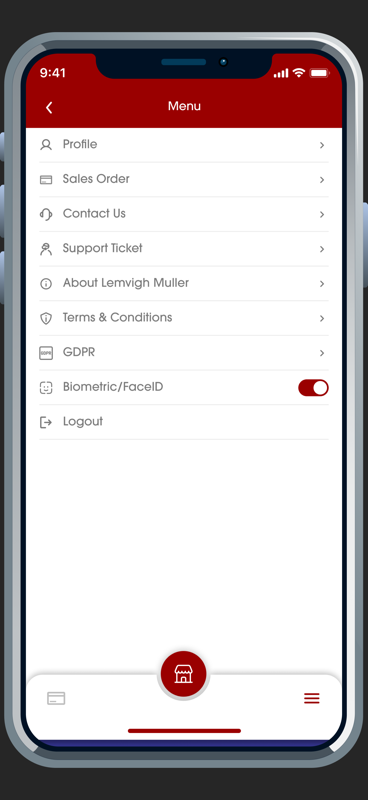 9:41
Menu
Profile
Sales Order
Contact Us
Support Ticket
About Lemvigh Muller
Terms & Conditions
GDPR
GDPR
Biometric/FaceID
Logout